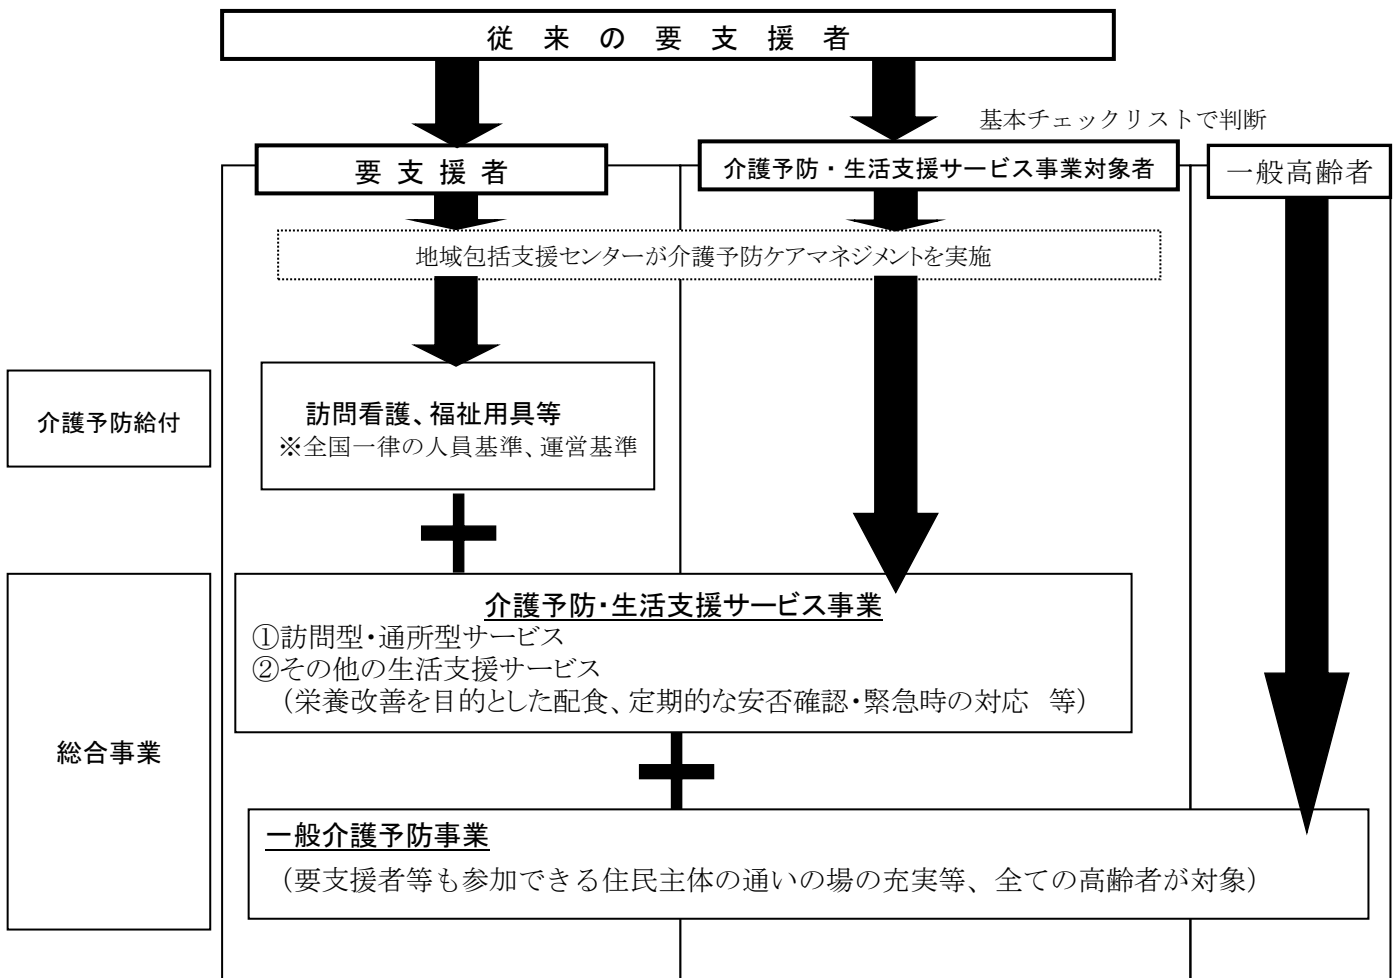 従来の要支援者
基本チェックリストで判断
要支援者
介護予防・生活支援サービス事業対象者
一般高齢者
地域包括支援センターが介護予防ケアマネジメントを実施
介護予防給付
訪問看護、福祉用具等
※全国一律の人員基準、運営基準
総合事業
介護予防・生活支援サービス事業
①訪問型・通所型サービス
②その他の生活支援サービス
（栄養改善を目的とした配食、定期的な安否確認・緊急時の対応 等）
一般介護予防事業
（要支援者等も参加できる住民主体の通いの場の充実等、全ての高齢者が対象）